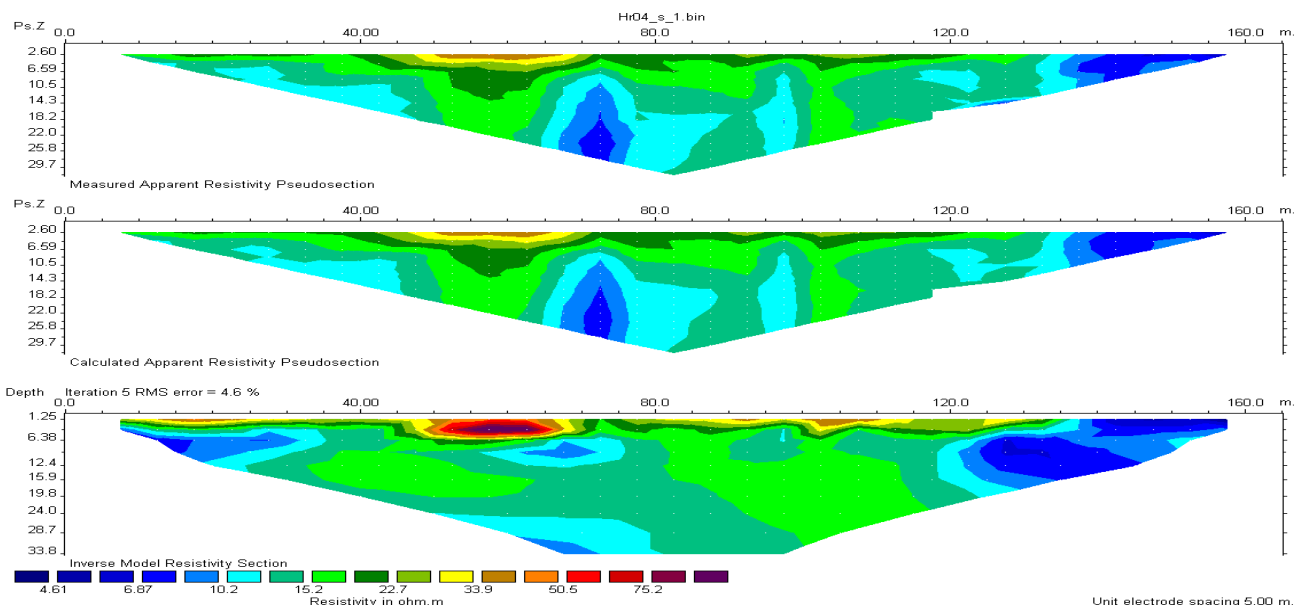 Hr04_s_1.bin
Ps.Z 0.0 40.00 80.0 120.0 160.0 m.
2.60
6.59
10.5
14.3
18.2
22.0
25.8
29.7
Measured Apparent Resistivity Pseudosection
Ps.Z 0.0 40.00 80.0 120.0 160.0 m.
2.60
6.59
10.5
14.3
18.2
22.0
25.8
29.7
Calculated Apparent Resistivity Pseudosection
Depth Iteration 5 RMS error = 4.6 %
0.0 40.00 80.0 120.0 160.0 m.
1.25
6.38
12.4
15.9
19.8
24.0
28.7
33.8
Inverse Model Resistivity Section
4.61 6.87 10.2 15.2 22.7 33.9 50.5 75.2
Resistivity in ohm.m Unit electrode spacing 5.00 m.